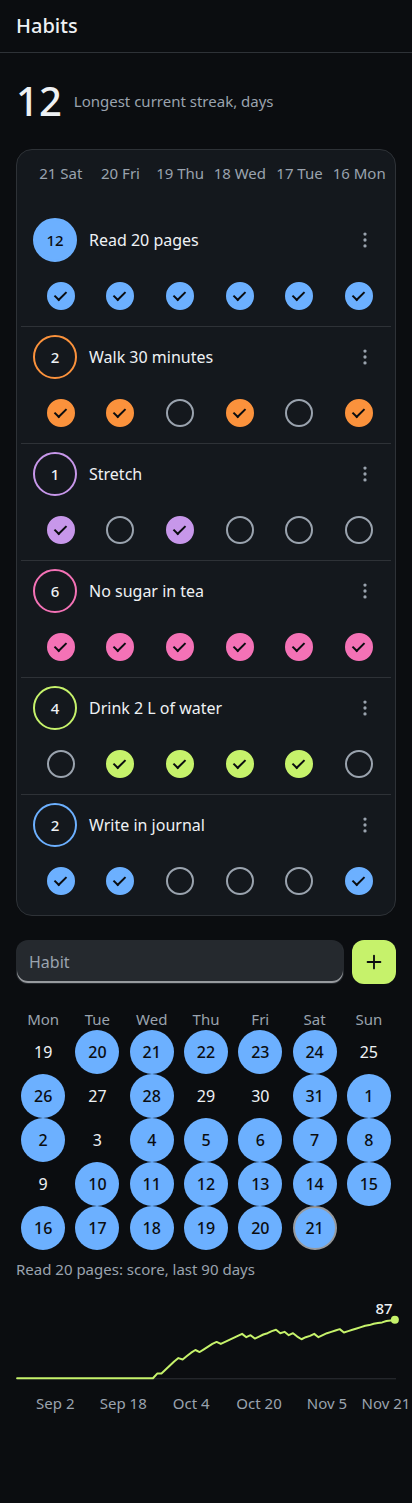 Habits
12 Longest current streak, days
21 Sat 20 Fri 19 Thu 18 Wed 17 Tue 16 Mon
12 Read 20 pages
2 Walk 30 minutes
1 Stretch
6 No sugar in tea
4 Drink 2 L of water
2 Write in journal
Habit
Mon Tue Wed Thu Fri Sat Sun
19 20 21 22 23 24 25
26 27 28 29 30 31 1
2 3 4 5 6 7 8
9 10 11 12 13 14 15
16 17 18 19 20 21
Read 20 pages: score, last 90 days
87
Sep 2 Sep 18 Oct 4 Oct 20 Nov 5 Nov 21